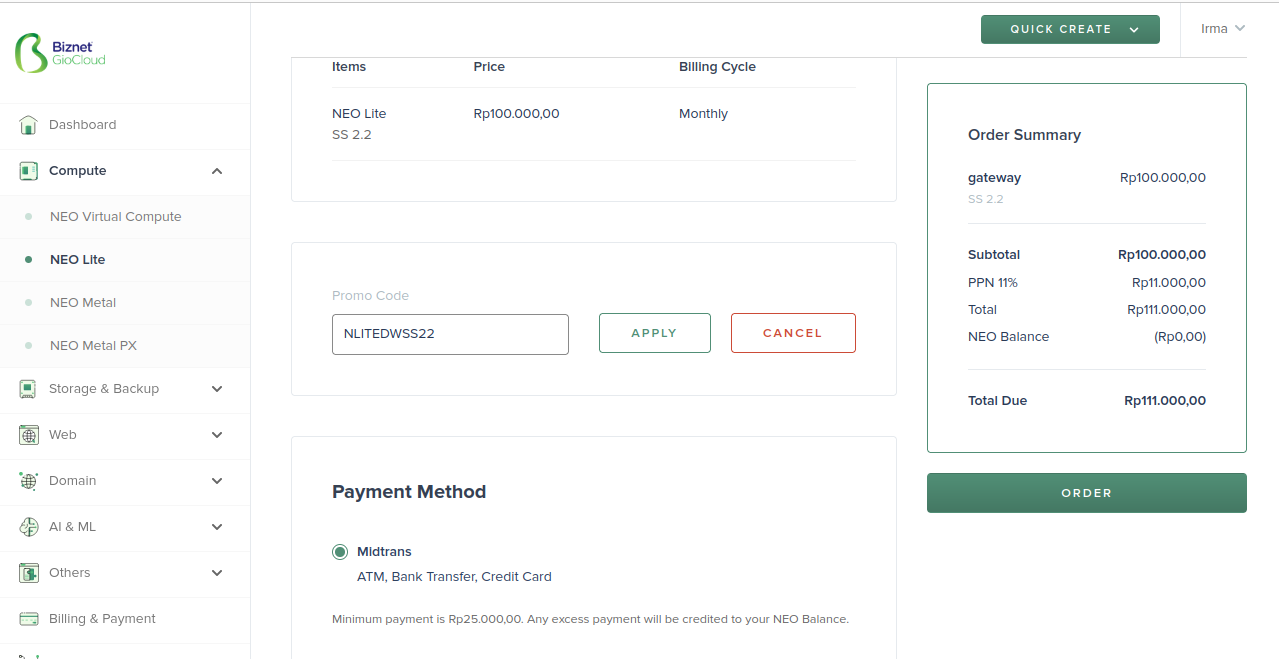 Biznet
GioCloud
QUICK CREATE
Irma
Dashboard
Compute
NEO Virtual Compute
NEO Lite
NEO Metal
NEO Metal PX
Storage & Backup
Web
Domain
AI & ML
Others
Billing & Payment
Items Price Billing Cycle
NEO Lite Rp100.000,00 Monthly
SS 2.2
Promo Code
NLITEDWSS22
APPLY
CANCEL
Payment Method
Midtrans
ATM, Bank Transfer, Credit Card
Minimum payment is Rp25.000,00. Any excess payment will be credited to your NEO Balance.
Order Summary
gateway Rp100.000,00
SS 2.2
Subtotal Rp100.000,00
PPN 11% Rp11.000,00
Total Rp111.000,00
NEO Balance (Rp0,00)
Total Due Rp111.000,00
ORDER